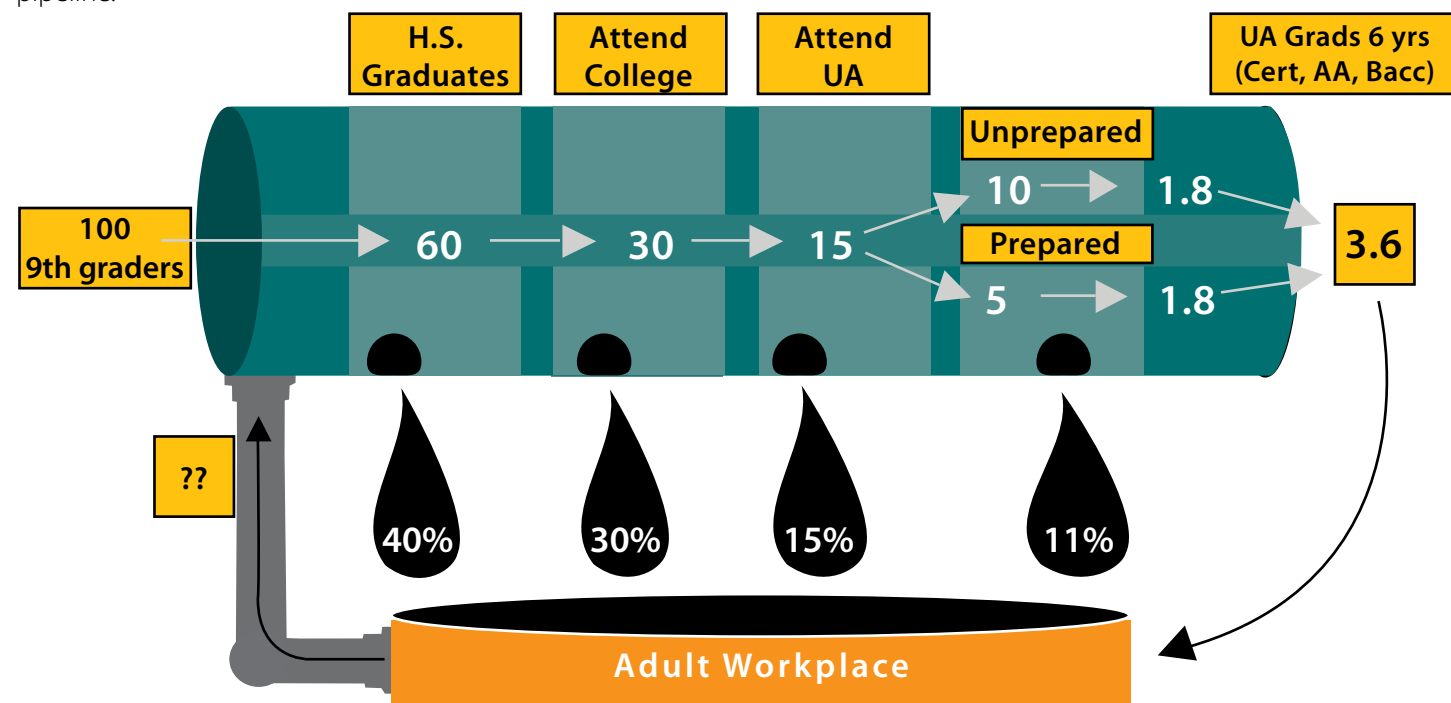 pipeline.
H.S.
Graduates
Attend
College
Attend
UA
UA Grads 6 yrs
(Cert, AA, Bacc)
Unprepared
10
1.8
100
9th graders
60
30
15
Prepared
3.6
5
1.8
??
40%
30%
15%
11%
Adult Workplace